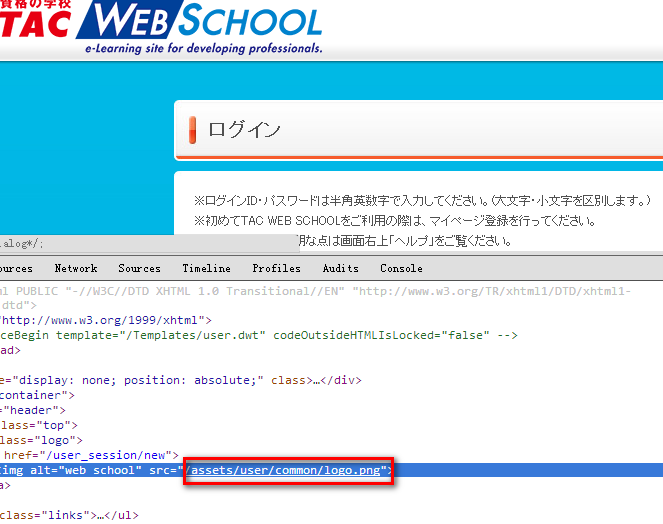 資格の学校
TAC WEB SCHOOL
e-Learning site for developing professionals.
ログイン
※ログインID・パスワードは半角英数字で入力してください。(大文字・小文字を区別します。)
※初めてTAC WEB SCHOOLをご利用の際は、マイページ登録を行ってください。
明な点は画面右上「ヘルプ」をご覧ください。
alog*/;
ources Network Sources Timeline Profiles Audits Console
ml PUBLIC "-//W3C//DTD XHTML 1.0 Transitional//EN" "http://www.w3.org/TR/xhtml1/DTD/xhtml1-
dtd">
"http://www.w3.org/1999/xhtml">
ceBegin template="/Templates/user.dwt" codeOutsideHTMLIsLocked="false" -->
ad>
e="display: none; position: absolute;" class>…</div>
container">
="header">
class="top">
class="logo">
href="/user_session/new">
img alt="web school" src="/assets/user/common/logo.png">
a>
class="links">…</ul>